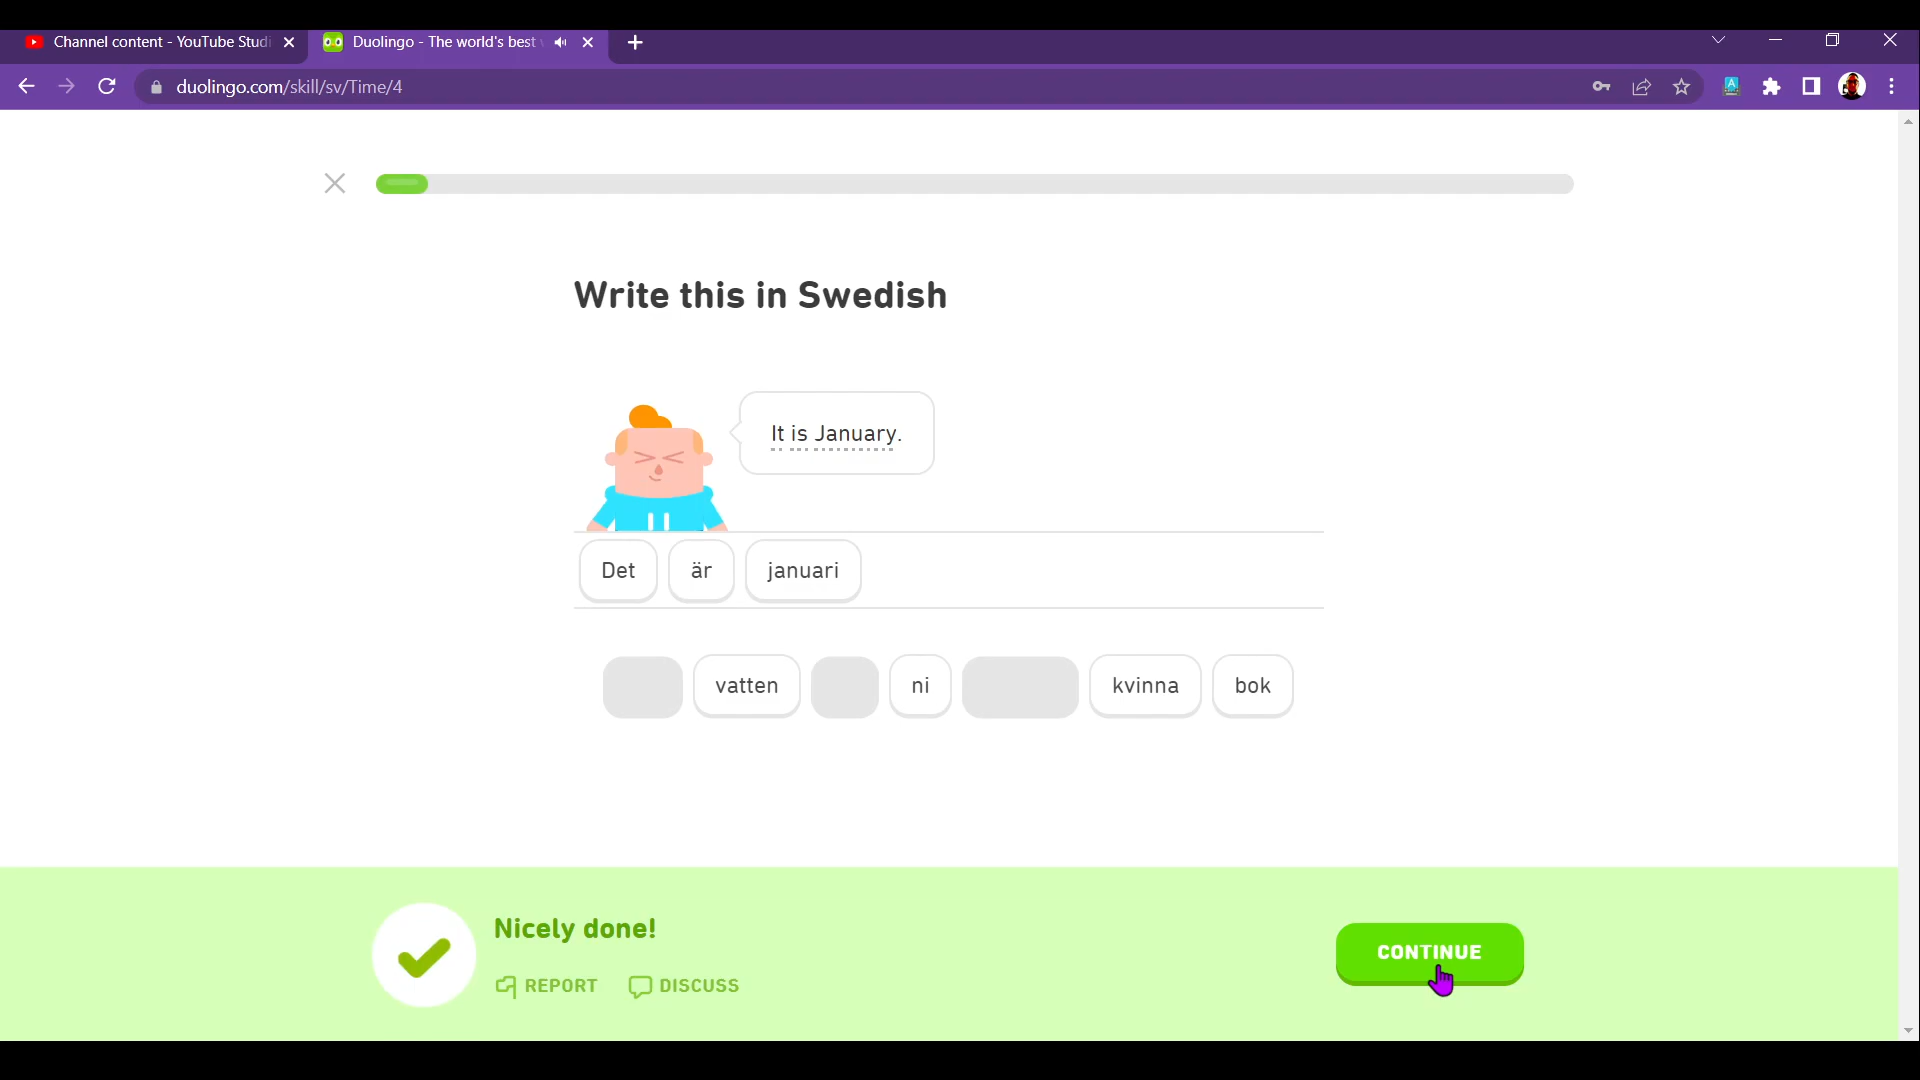 Channel content - YouTube Studi
Duolingo - The world's best
duolingo.com/skill/sv/Time/4
Write this in Swedish
It is January.
Det är januari
vatten ni kvinna bok
Nicely done!
REPORT DISCUSS
CONTINUE